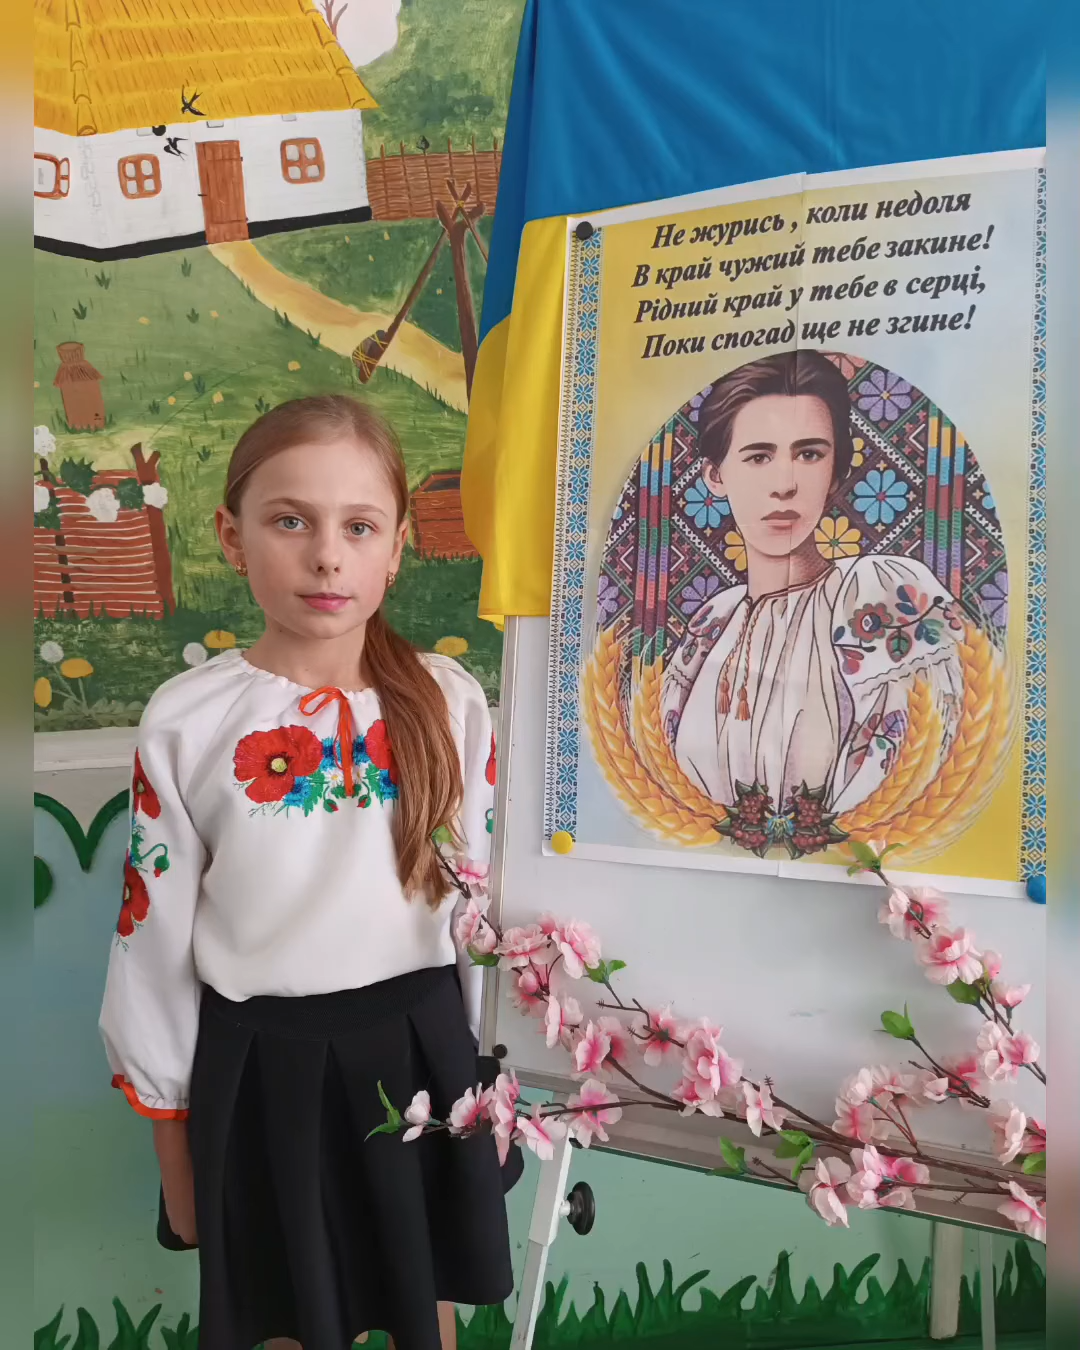 Не журись , коли недоля
В край чужий тебе закине!
Рідний край у тебе в серці,
Поки спогад ще не згине!